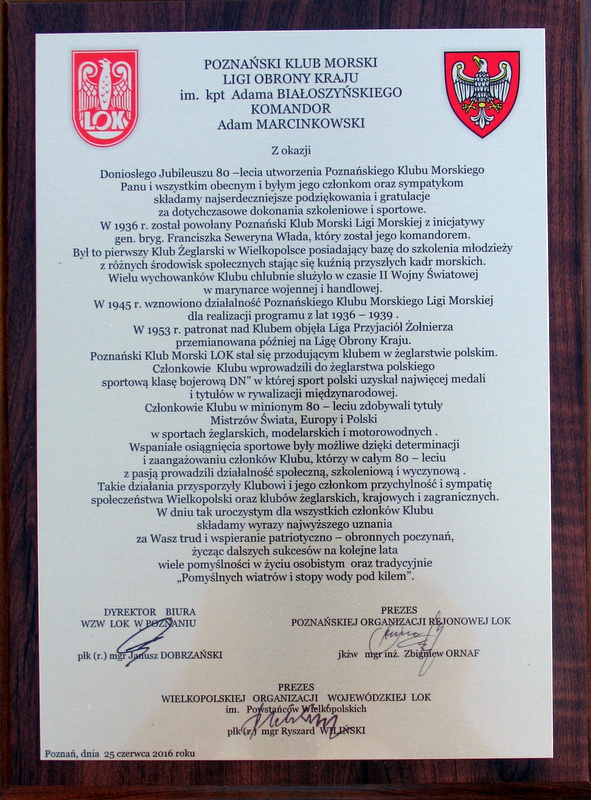 LOK
POZNAŃSKI KLUB MORSKI
LIGI OBRONY KRAJU
im. kpt Adama BIAŁOSZYŃSKIEGO
KOMANDOR
Adam MARCINKOWSKI
Z okazji
Doniosłego Jubileuszu 80 –lecia utworzenia Poznańskiego Klubu Morskiego
Panu i wszystkim obecnym i byłym jego członkom oraz sympatykom
składamy najserdeczniejsze podziękowania i gratulacje
za dotychczasowe dokonania szkoleniowe i sportowe.
W 1936 r. został powołany Poznański Klub Morski Ligi Morskiej z inicjatywy
gen. bryg. Franciszka Seweryna Włada, który został jego komandorem.
Był to pierwszy Klub Żeglarski w Wielkopolsce posiadający bazę do szkolenia młodzieży
z różnych środowisk społecznych stając się kuźnią przyszłych kadr morskich.
Wielu wychowanków Klubu chlubnie służyło w czasie II Wojny Światowej
w marynarce wojennej i handlowej.
W 1945 r. wznowiono działalność Poznańskiego Klubu Morskiego Ligi Morskiej
dla realizacji programu z lat 1936 – 1939 .
W 1953 r. patronat nad Klubem objęła Liga Przyjaciół Żołnierza
przemianowana później na Ligę Obrony Kraju.
Poznański Klub Morski LOK stał się przodującym klubem w żeglarstwie polskim.
Członkowie Klubu wprowadzili do żeglarstwa polskiego
sportową klasę bojerową DN” w której sport polski uzyskał najwięcej medali
i tytułów w rywalizacji międzynarodowej.
Członkowie Klubu w minionym 80 – leciu zdobywali tytuły
Mistrzów Świata, Europy i Polski
w sportach żeglarskich, modelarskich i motorowodnych .
Wspaniałe osiągnięcia sportowe były możliwe dzięki determinacji
i zaangażowaniu członków Klubu, którzy w całym 80 – leciu
z pasją prowadzili działalność społeczną, szkoleniową i wyczynową .
Takie działania przysporzyły Klubowi i jego członkom przychylność i sympatię
społeczeństwa Wielkopolski oraz klubów żeglarskich, krajowych i zagranicznych.
W dniu tak uroczystym dla wszystkich członków Klubu
składamy wyrazy najwyższego uznania
za Wasz trud i wspieranie patriotyczno – obronnych poczynań,
życząc dalszych sukcesów na kolejne lata
wiele pomyślności w życiu osobistym oraz tradycyjnie
„Pomyślnych wiatrów i stopy wody pod kilem”.
DYREKTOR BIURA
WZW LOK W POZNANIU
płk (r.) mgr Janusz DOBRZAŃSKI
PREZES
POZNAŃSKIEJ ORGANIZACJI REJONOWEJ LOK
jkżw mgr inż. Zbigniew ORNAF
PREZES
WIELKOPOLSKIEJ ORGANIZACJI WOJEWÓDZKIEJ LOK
im. Powstańców Wielkopolskich
płk (r.) mgr Ryszard WILIŃSKI
Poznań, dnia 25 czerwca 2016 roku